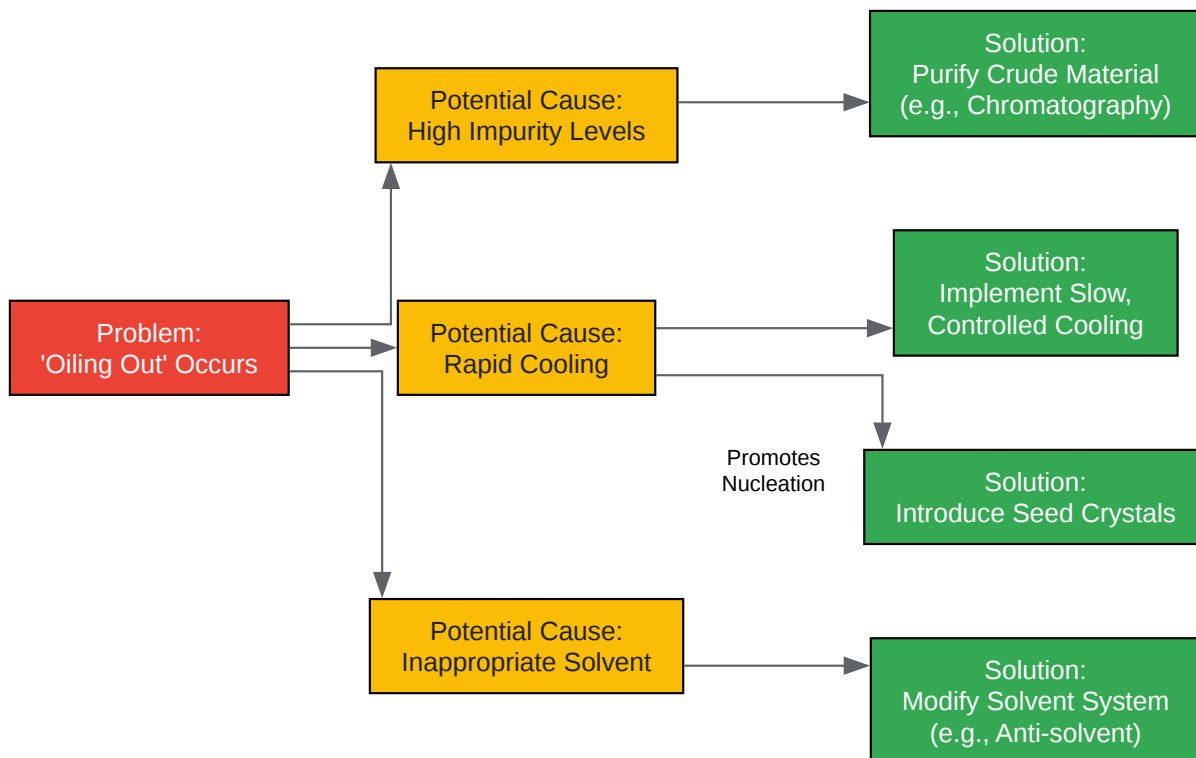 Problem:
'Oiling Out' Occurs
Potential Cause:
High Impurity Levels
Solution:
Purify Crude Material
(e.g., Chromatography)
Potential Cause:
Rapid Cooling
Solution:
Implement Slow,
Controlled Cooling
Promotes
Nucleation
Solution:
Introduce Seed Crystals
Potential Cause:
Inappropriate Solvent
Solution:
Modify Solvent System
(e.g., Anti-solvent)